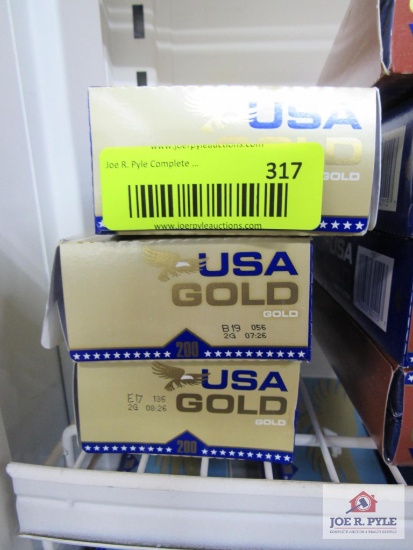 USA
www.joerpyleauctions.com
GOLD
Joe R. Pyle Complete ...
317
GOLD
www.joerpyleauctions.com
USA
GOLD
GOLD
B19 056
2G 07:26
200
USA
E17 136
2G 08:26
GOLD
GOLD
200
JOE R. PYLE